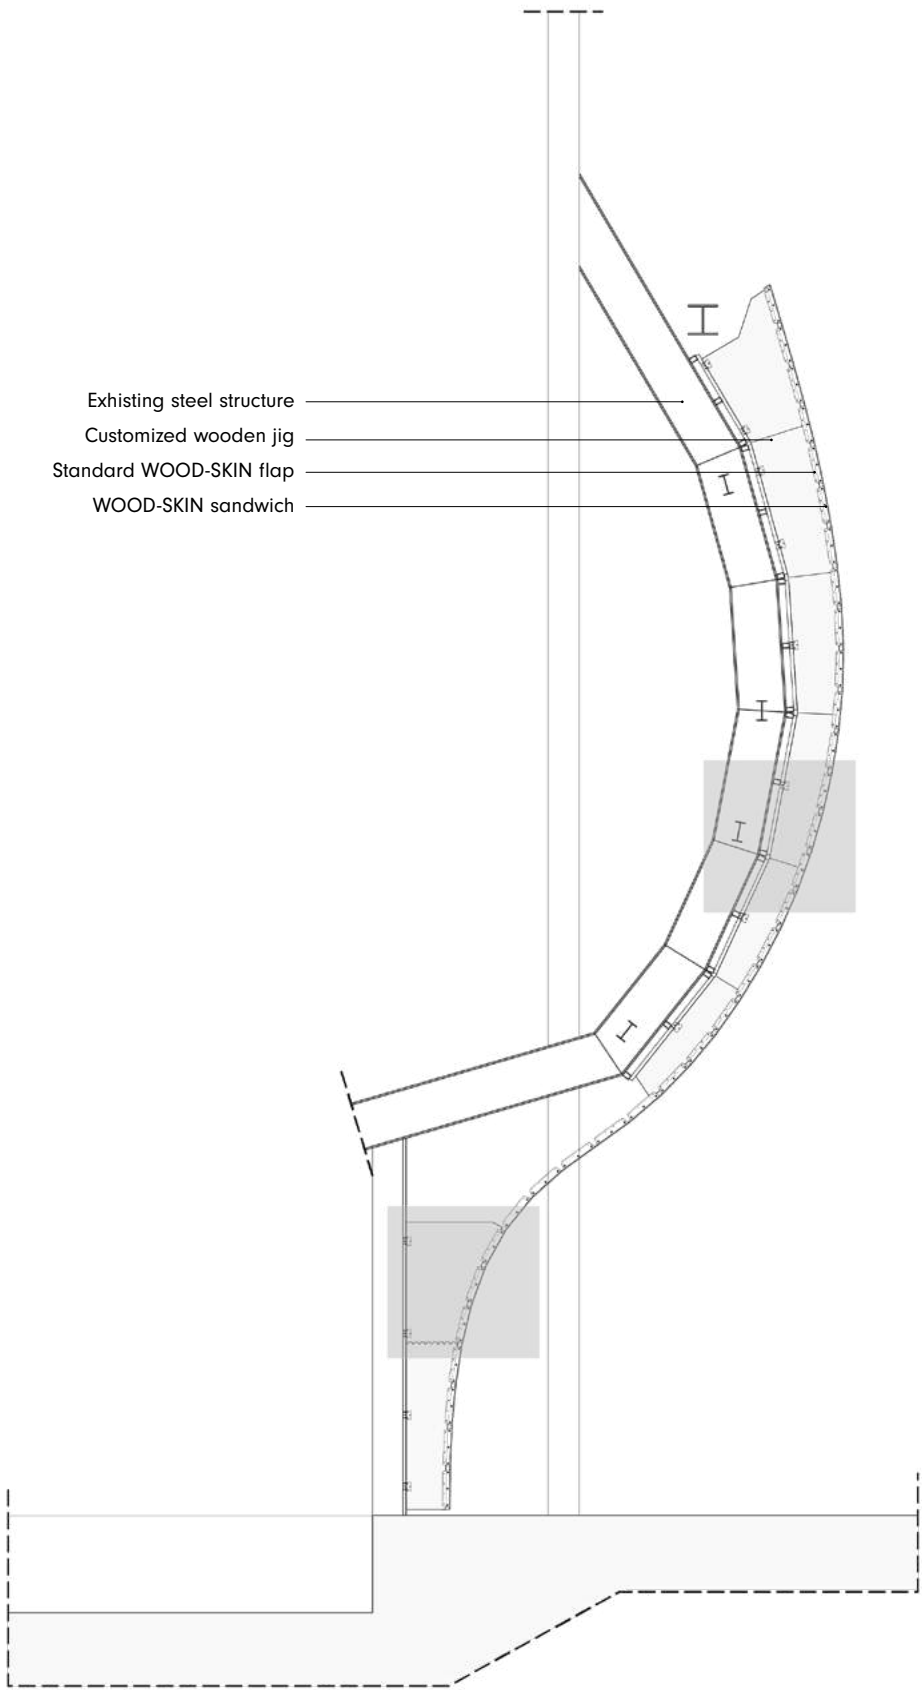 Exhisting steel structure
Customized wooden jig
Standard WOOD-SKIN flap
WOOD-SKIN sandwich